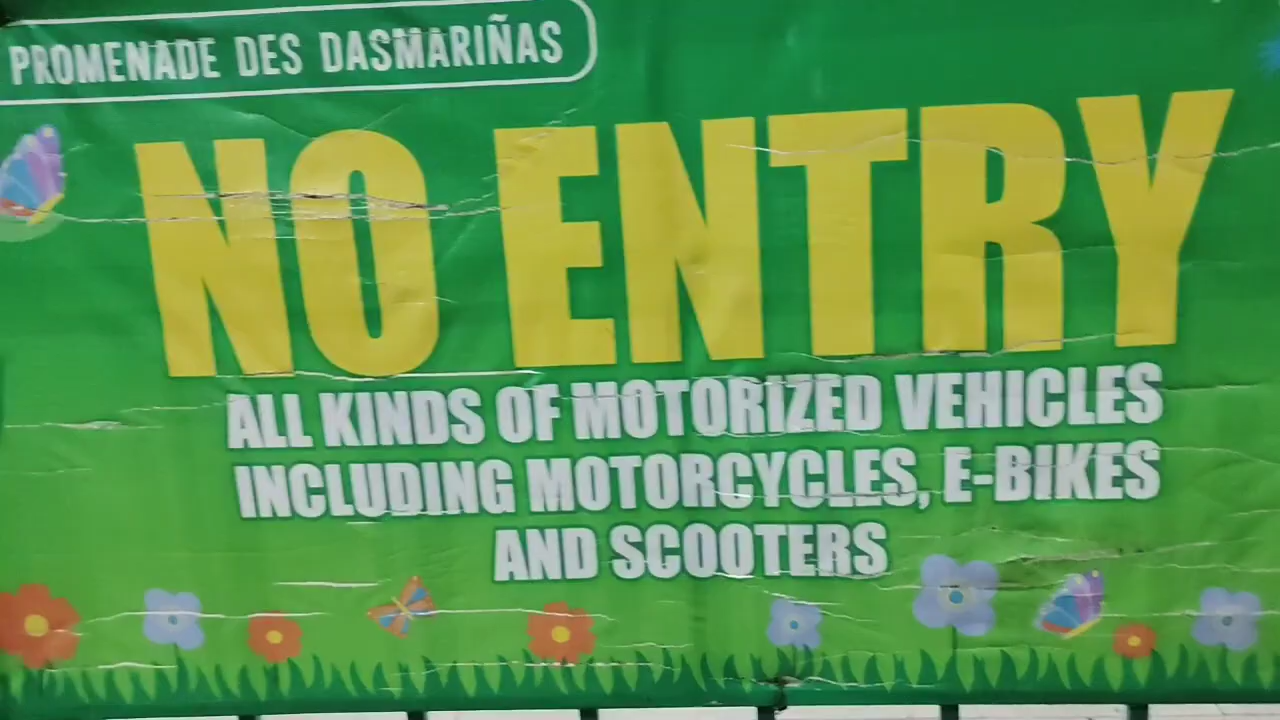 PROMENADE DES DASMARIÑAS
NO ENTRY
ALL KINDS OF MOTORIZED VEHICLES
INCLUDING MOTORCYCLES, E-BIKES
AND SCOOTERS